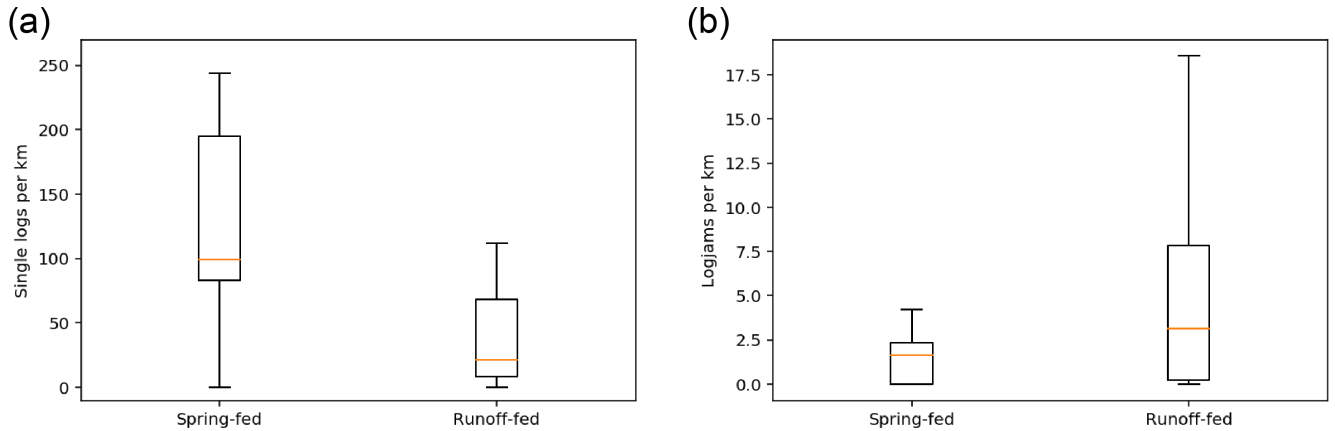 (a)
250
200
150
100
50
0
Single logs per km
Spring-fed
Runoff-fed
(b)
17.5
15.0
12.5
10.0
7.5
5.0
2.5
0.0
Logjams per km
Spring-fed
Runoff-fed